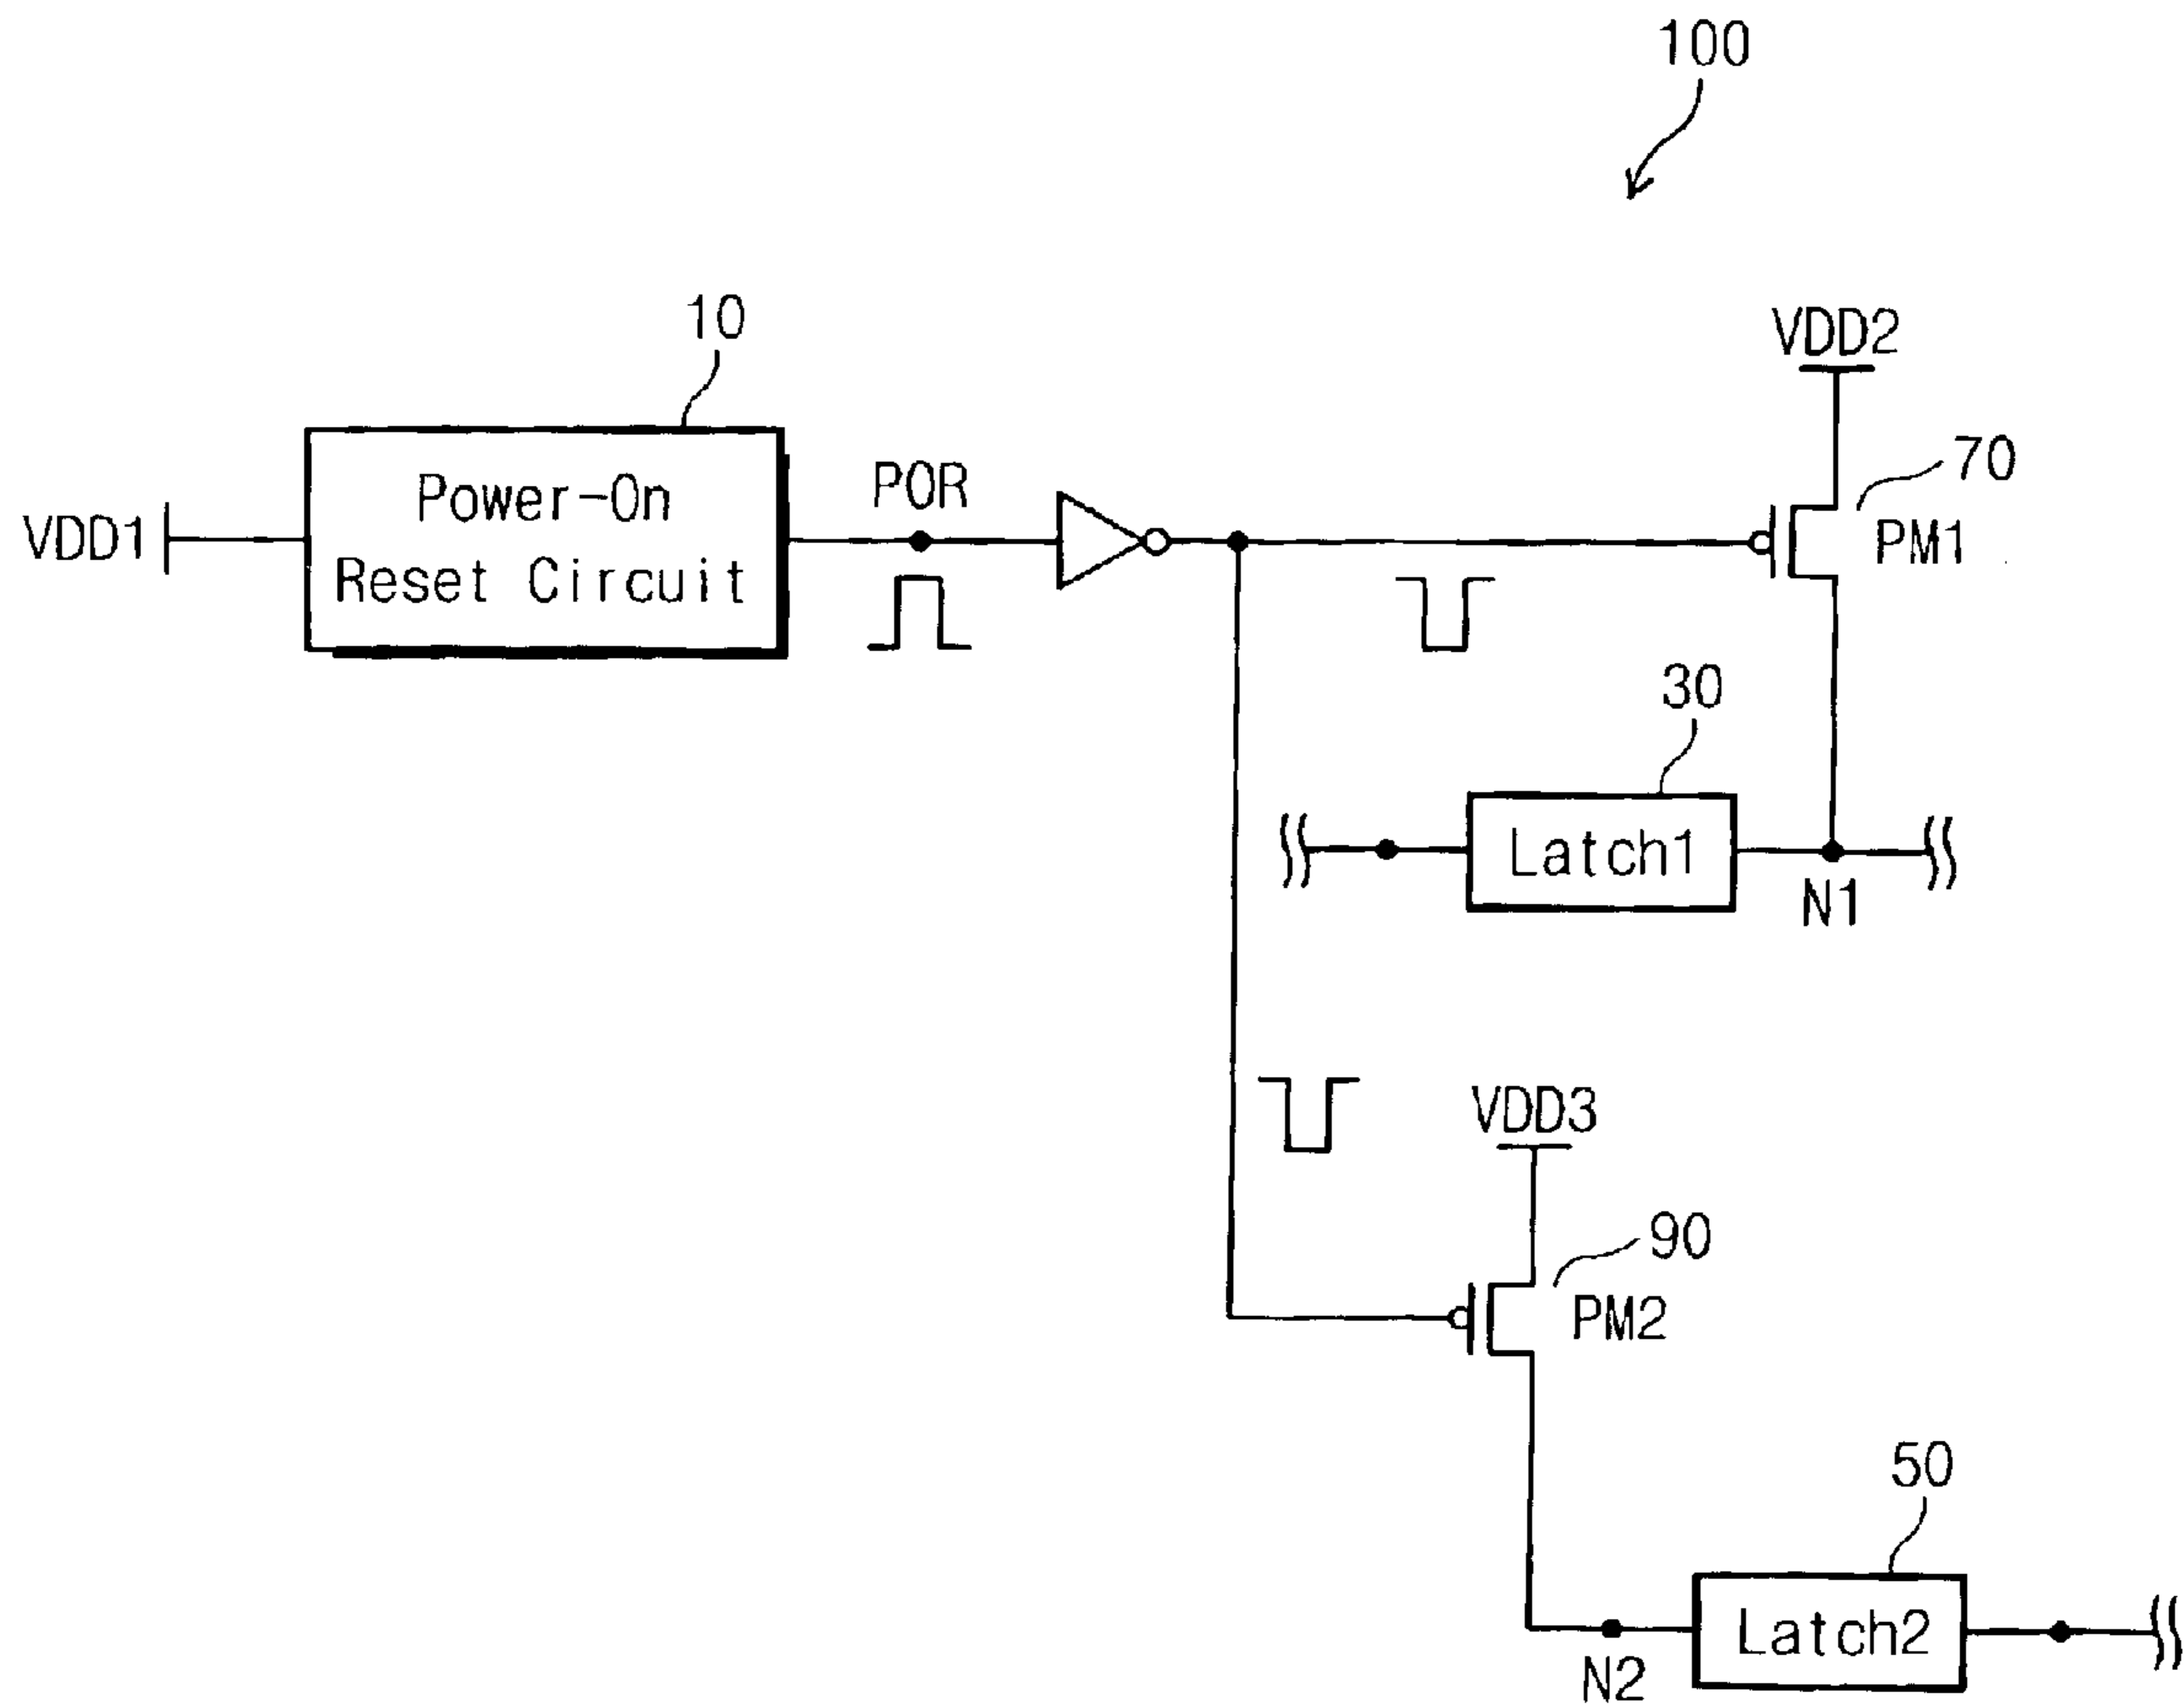 100
10
VDD2
70
POR
Power-On
VDD1
PM1
Reset Circuit
30
Latch1
N1
VDD3
90
PM2
50
Latch2
N2